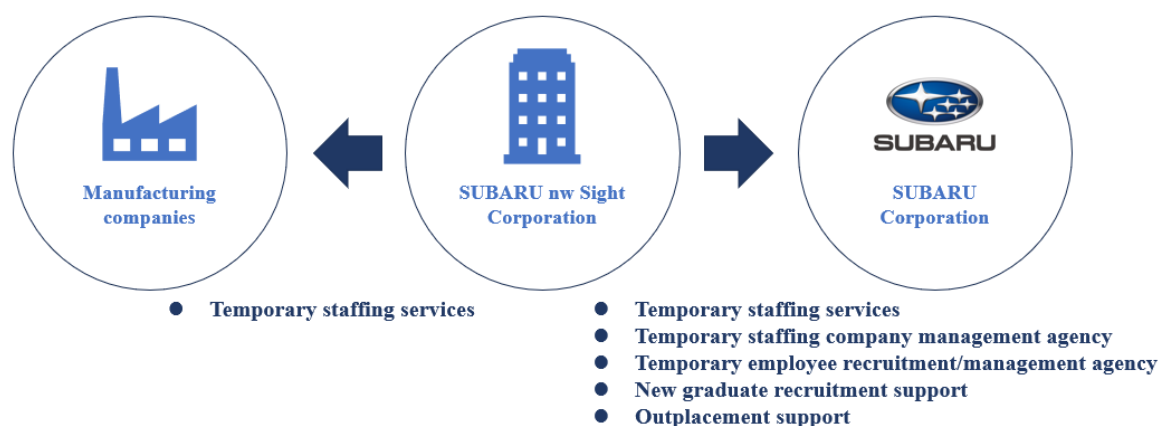 Manufacturing
companies
SUBARU nw Sight
Corporation
SUBARU
SUBARU
Corporation
● Temporary staffing services
● Temporary staffing services
● Temporary staffing company management agency
● Temporary employee recruitment/management agency
● New graduate recruitment support
● Outplacement support